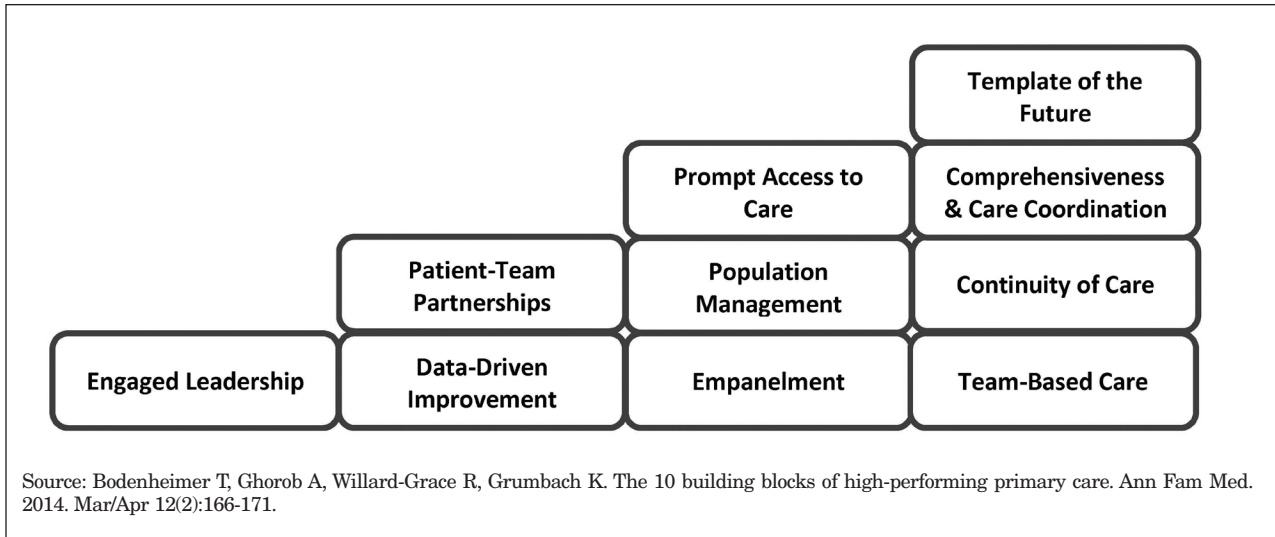 Template of the
Future
Prompt Access to
Care
Comprehensiveness
& Care Coordination
Patient-Team
Partnerships
Population
Management
Continuity of Care
Engaged Leadership
Data-Driven
Improvement
Empanelment
Team-Based Care
Source: Bodenheimer T, Ghorob A, Willard-Grace R, Grumbach K. The 10 building blocks of high-performing primary care. Ann Fam Med.
2014. Mar/Apr 12(2):166-171.